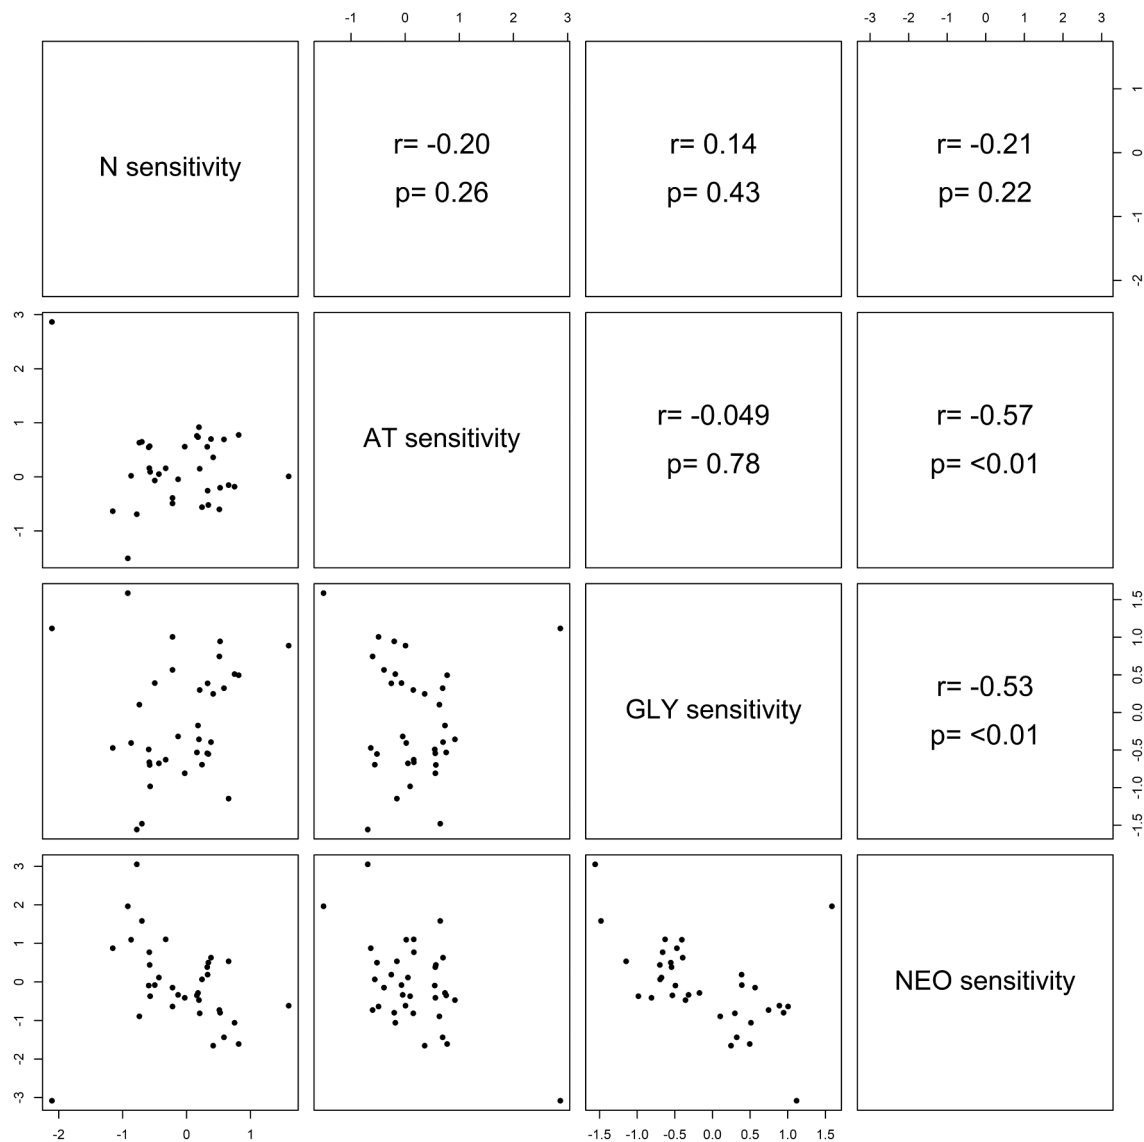 -1 0 1 2 3 -3 -2 -1 0 1 2 3
N sensitivity
r= -0.20
p= 0.26
r= 0.14
p= 0.43
r= -0.21
p= 0.22
1
0
-1
-2
3
2
1
0
-1
AT sensitivity
r= -0.049
p= 0.78
r= -0.57
p= <0.01
GLY sensitivity
r= -0.53
p= <0.01
1.5
1.0
0.5
0.0
-0.5
-1.0
-1.5
3
2
1
0
-1
-2
-3
NEO sensitivity
-2 -1 0 1 -1.5 -1.0 -0.5 0.0 0.5 1.0 1.5